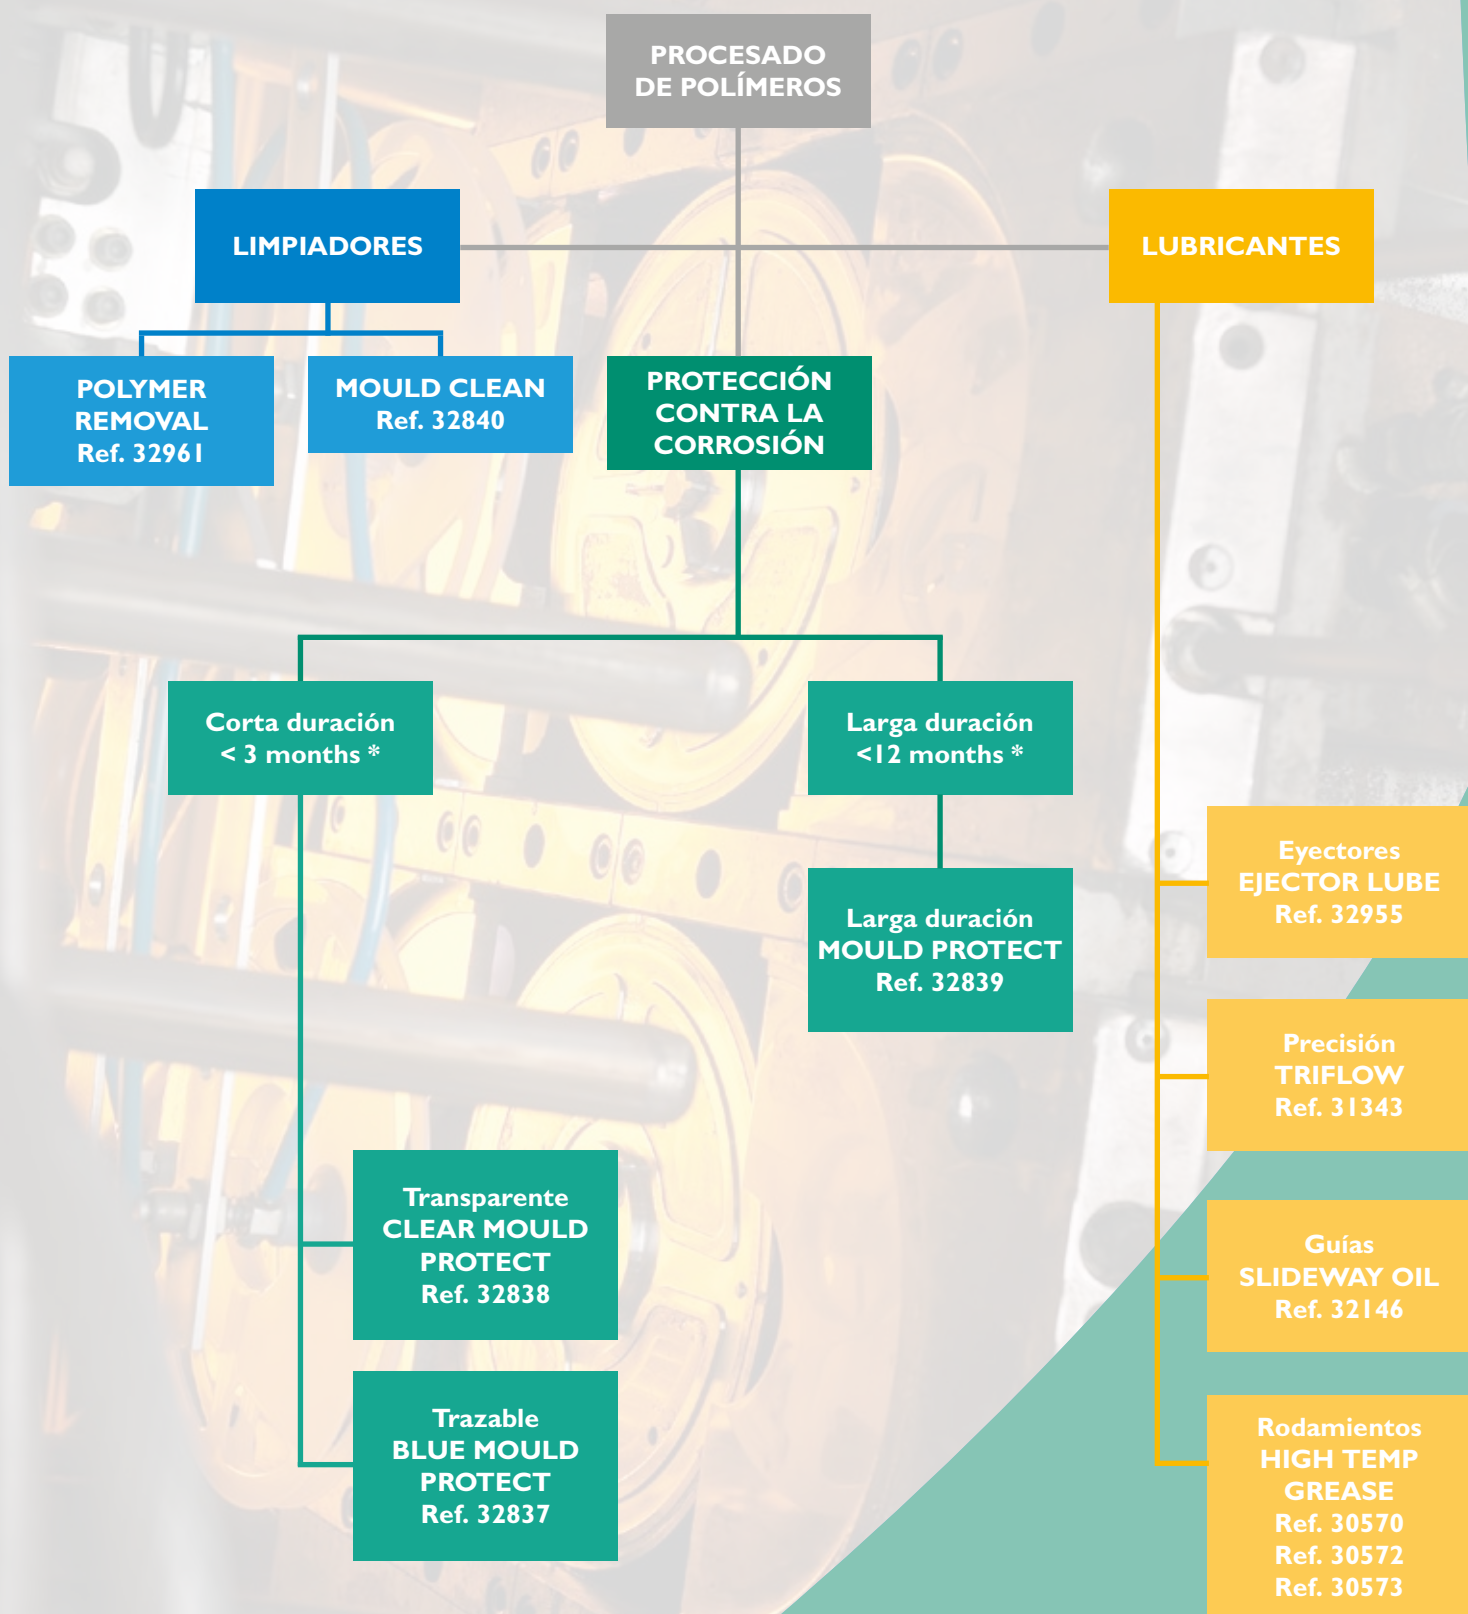 PROCESADO
DE POLÍMEROS
LIMPIADORES
LUBRICANTES
POLYMER
REMOVAL
Ref. 32961
MOULD CLEAN
Ref. 32840
PROTECCIÓN
CONTRA LA
CORROSIÓN
Corta duración
< 3 months *
Larga duración
<12 months *
Larga duración
MOULD PROTECT
Ref. 32839
Transparente
CLEAR MOULD
PROTECT
Ref. 32838
Trazable
BLUE MOULD
PROTECT
Ref. 32837
Eyectores
EJECTOR LUBE
Ref. 32955
Precisión
TRIFLOW
Ref. 31343
Guías
SLIDEWAY OIL
Ref. 32146
Rodamientos
HIGH TEMP
GREASE
Ref. 30570
Ref. 30572
Ref. 30573